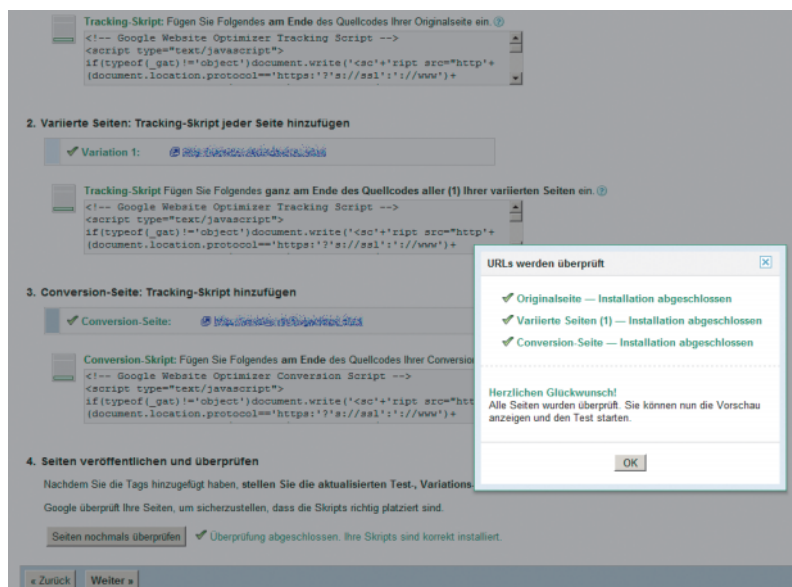 Tracking-Skript: Fügen Sie Folgendes am Ende des Quellcodes Ihrer Originalseite ein.
<!-- Google Website Optimizer Tracking Script -->
<script type="text/javascript">
if(typeof(_gat)!='object')document.write('<sc'+'ript src="http'+
(document.location.protocol=='https:'?'s://ssl':'://www')+
2. Variierte Seiten: Tracking-Skript jeder Seite hinzufügen
Variation 1:
Tracking-Skript Fügen Sie Folgendes ganz am Ende des Quellcodes aller (1) Ihrer variierten Seiten ein.
<!-- Google Website Optimizer Tracking Script -->
<script type="text/javascript">
if(typeof(_gat)!='object')document.write('<sc'+'ript src="http'+
(document.location.protocol=='https:'?'s://ssl':'://www')+
3. Conversion-Seite: Tracking-Skript hinzufügen
Conversion-Seite:
Conversion-Skript: Fügen Sie Folgendes am Ende des Quellcodes Ihrer Conversion
<!-- Google Website Optimizer Conversion Script -->
<script type="text/javascript">
if(typeof(_gat)!='object')document.write('<sc'+'ript src="htt
(document.location.protocol=='https:'?'s://ssl':'://www')+
4. Seiten veröffentlichen und überprüfen
Nachdem Sie die Tags hinzugefügt haben, stellen Sie die aktualisierten Test-, Variations-
Google überprüft Ihre Seiten, um sicherzustellen, dass die Skripts richtig platziert sind.
Seiten nochmals überprüfen Überprüfung abgeschlossen. Ihre Skripts sind korrekt installiert.
« Zurück Weiter »
URLs werden überprüft
Originalseite — Installation abgeschlossen
Variierte Seiten (1) — Installation abgeschlossen
Conversion-Seite — Installation abgeschlossen
Herzlichen Glückwunsch!
Alle Seiten wurden überprüft. Sie können nun die Vorschau
anzeigen und den Test starten.
OK